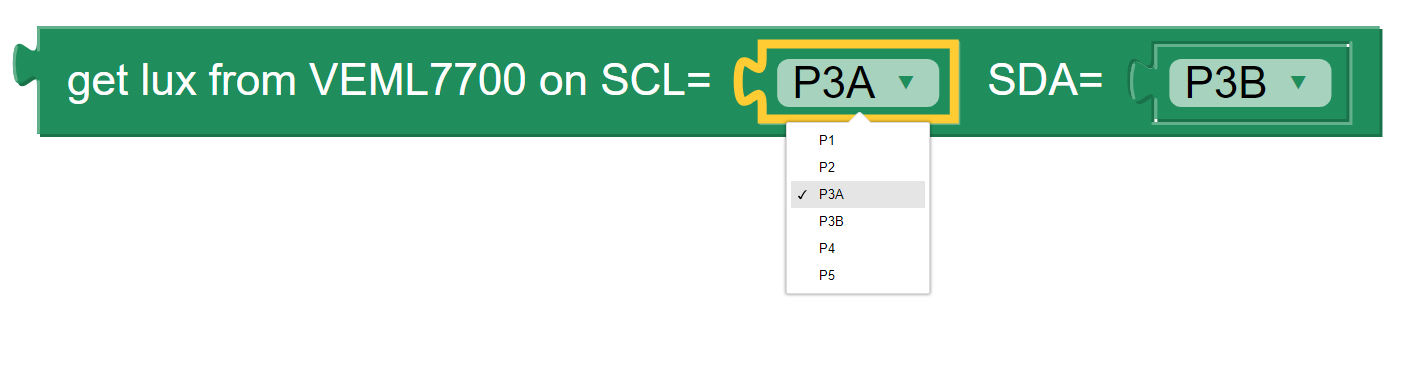 get lux from VEML7700 on SCL= P3A ▼ SDA= P3B ▼
P1
P2
✓ P3A
P3B
P4
P5